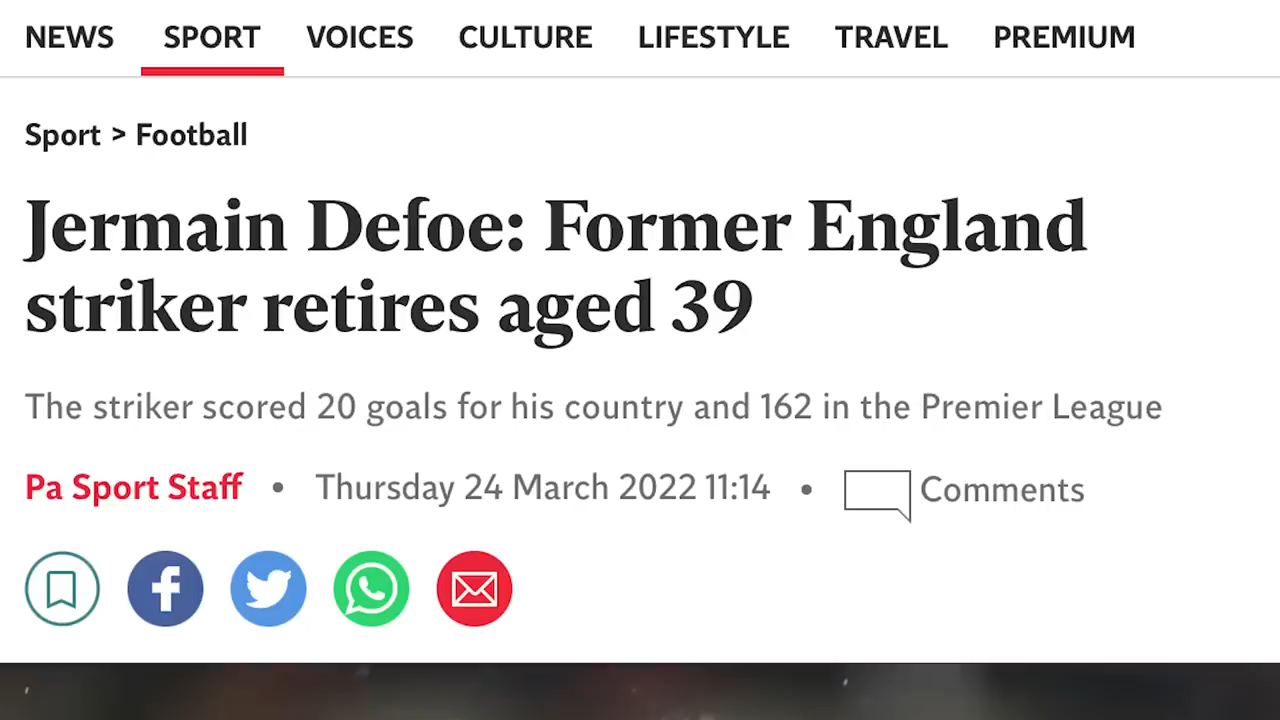 NEWS SPORT VOICES CULTURE LIFESTYLE TRAVEL PREMIUM
Sport > Football
Jermain Defoe: Former England
striker retires aged 39
The striker scored 20 goals for his country and 162 in the Premier League
Pa Sport Staff • Thursday 24 March 2022 11:14 • Comments